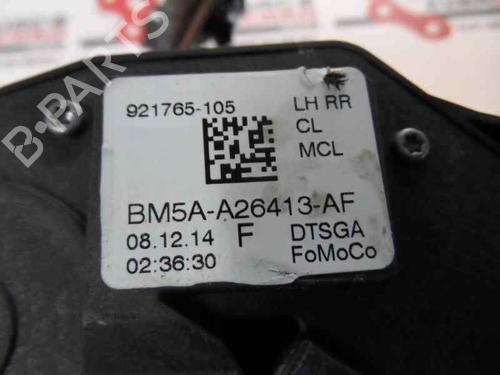 B-PARTS
921765-105 LH RR
CL
MCL
BM5A-A26413-AF
08.12.14 F DTSGA
02:36:30 FoMoCo